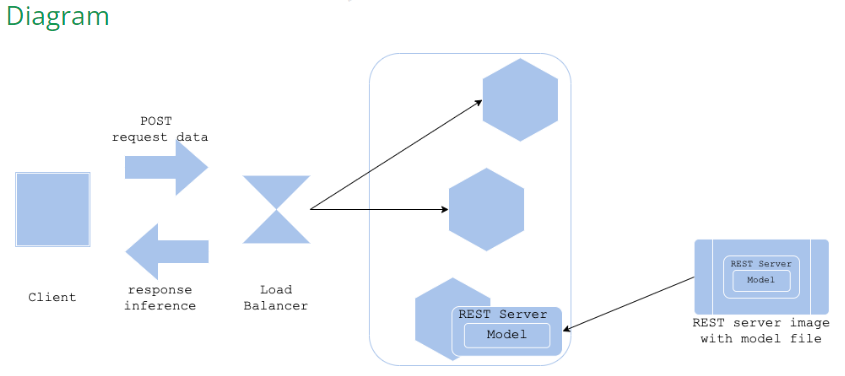 Diagram
POST
request data
response
inference
Client
Load
Balancer
REST Server
Model
REST Server
Model
REST server image
with model file